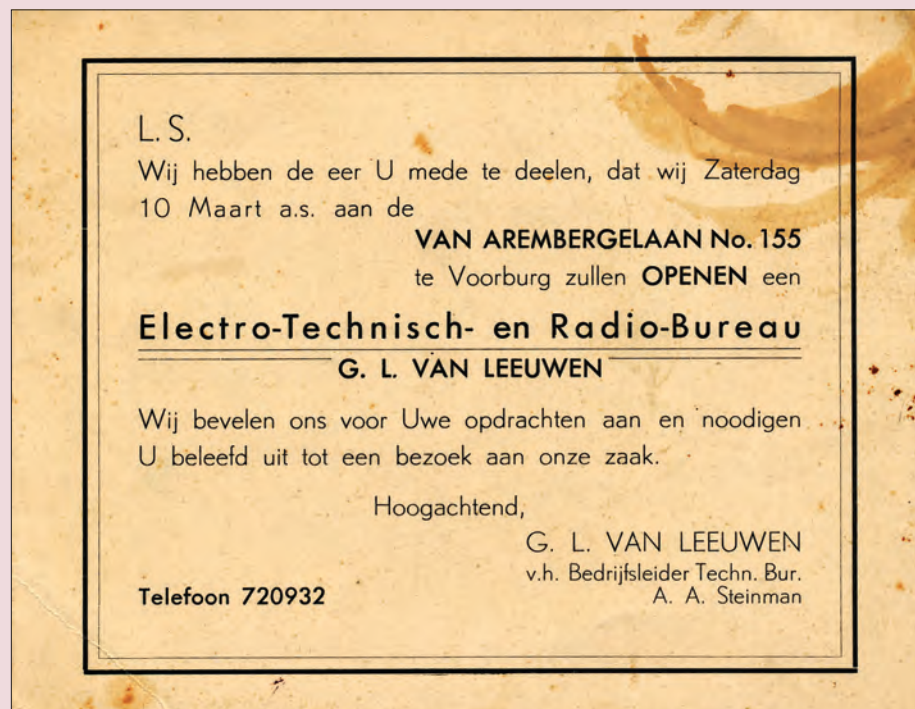 L. S.
Wij hebben de eer U mede te deelen, dat wij Zaterdag
10 Maart a.s. aan de
VAN AREMBERGELAAN No. 155
te Voorburg zullen OPENEN een
Electro-Technisch- en Radio-Bureau
G. L. VAN LEEUWEN
Wij bevelen ons voor Uwe opdrachten aan en noodigen
U beleefd uit tot een bezoek aan onze zaak.
Hoogachtend,
G. L. VAN LEEUWEN
v.h. Bedrijfsleider Techn. Bur.
A. A. Steinman
Telefoon 720932